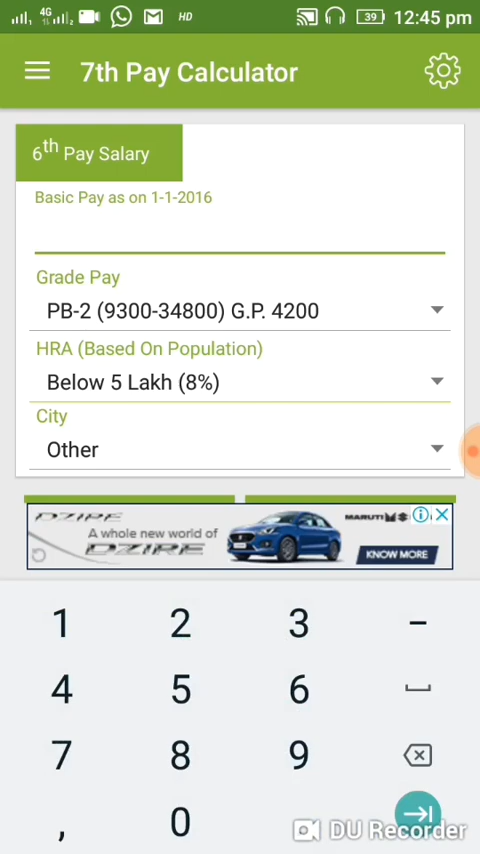 4G HD 39 12:45 pm
7th Pay Calculator
6th Pay Salary
Basic Pay as on 1-1-2016
Grade Pay
PB-2 (9300-34800) G.P. 4200
HRA (Based On Population)
Below 5 Lakh (8%)
City
Other
DZIRE
A whole new world of
DZIRE
MARUTI
KNOW MORE
1 2 3 -
4 5 6
7 8 9
, 0
DU Recorder